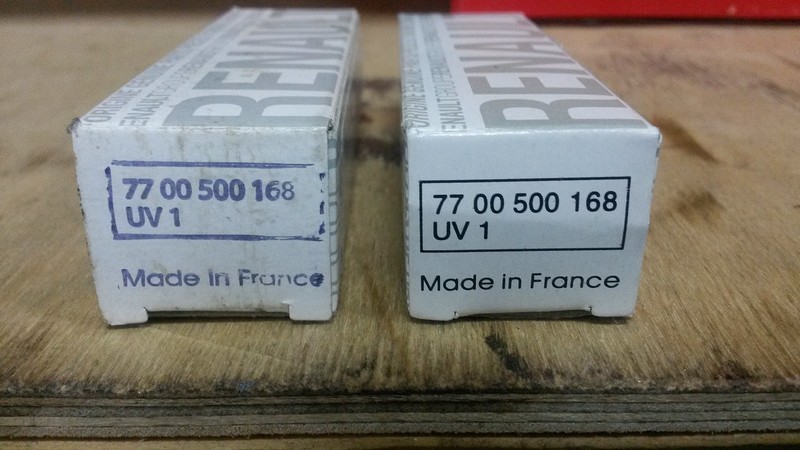 RENAULT
77 00 500 168
UV 1
Made in France
RENAULT
77 00 500 168
UV 1
Made in France